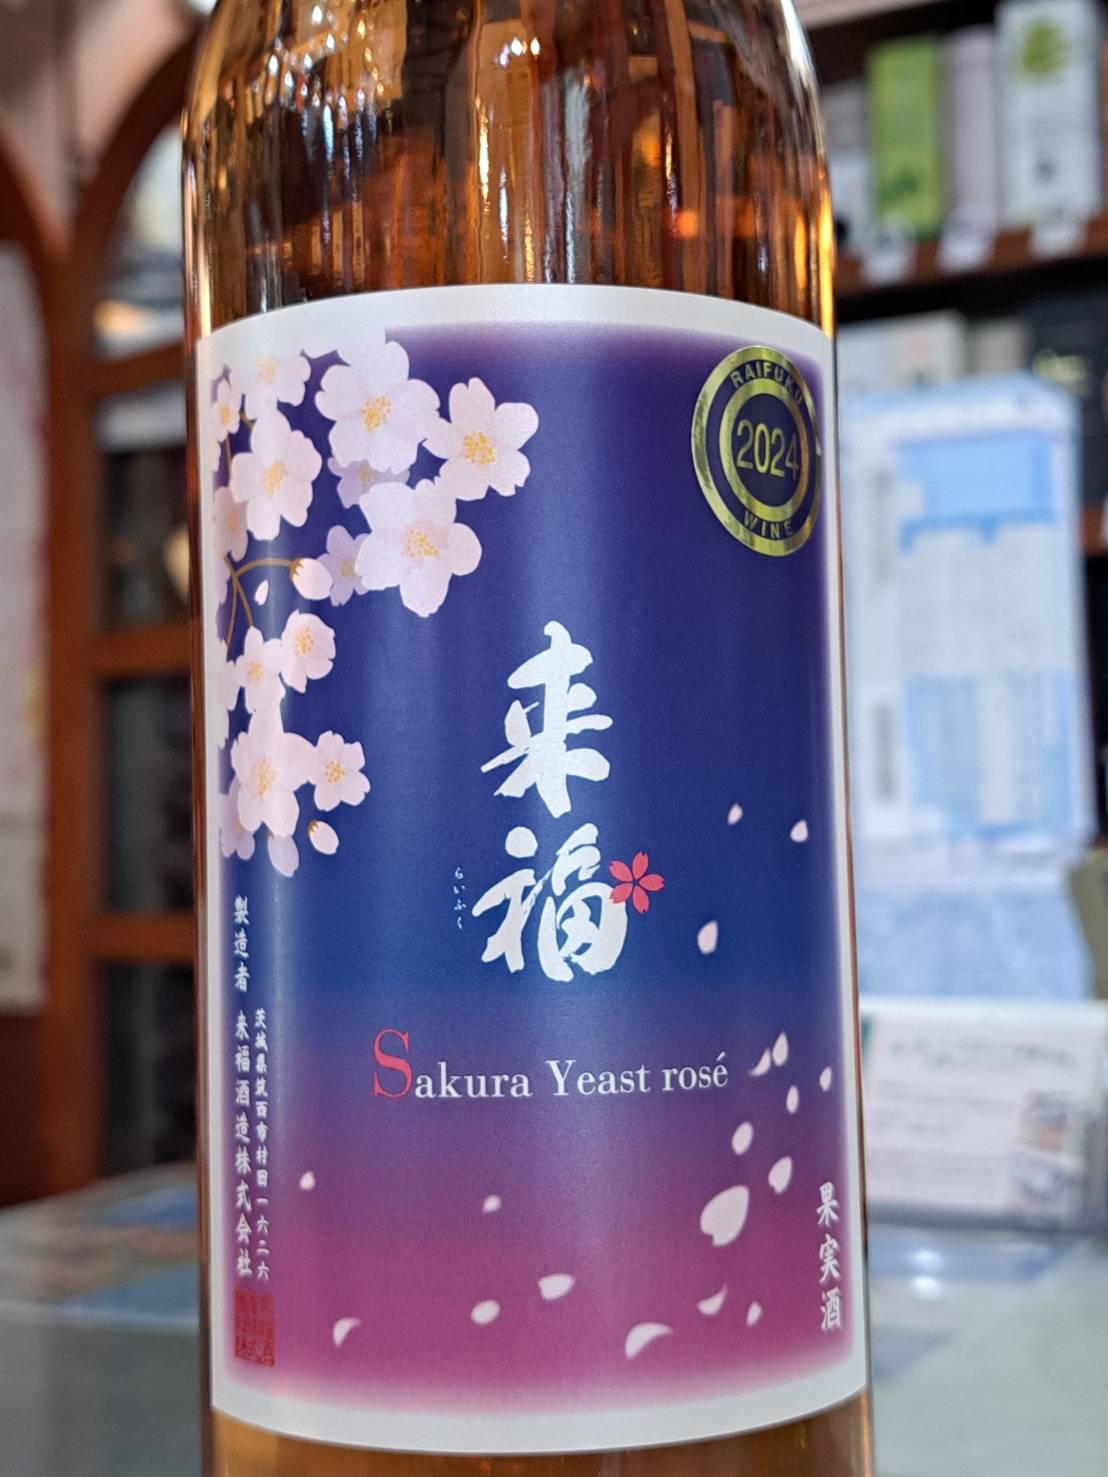 RAIFUKU
2024
WINE
来福
らいふく
Sakura Yeast rosé
製造者 来福酒造株式会社
茨城県筑西市村田一六二六
果実酒